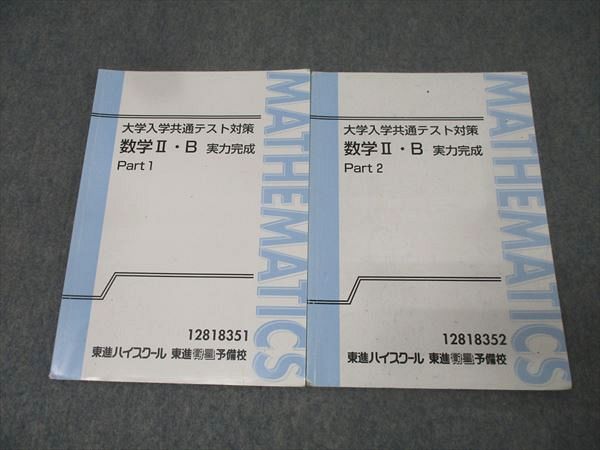 大学入学共通テスト対策
数学Ⅱ・B 実力完成
Part 1
MATHEMATICS
12818351
東進ハイスクール 東進衛星予備校
大学入学共通テスト対策
数学Ⅱ・B 実力完成
Part 2
MATHEMATICS
12818352
東進ハイスクール 東進衛星予備校